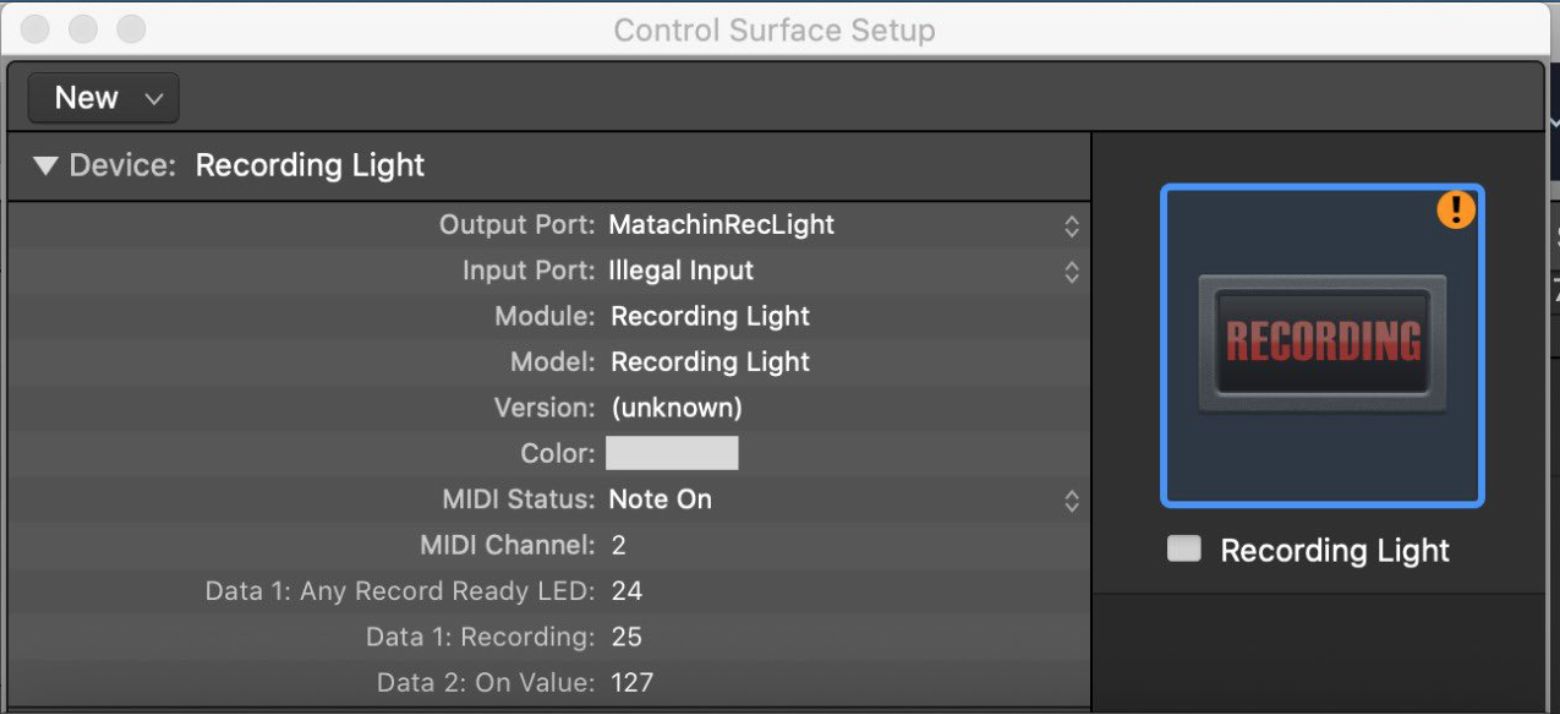 Control Surface Setup
New
Device: Recording Light
Output Port: MatachinRecLight
Input Port: Illegal Input
Module: Recording Light
Model: Recording Light
Version: (unknown)
Color:
MIDI Status: Note On
MIDI Channel: 2
Data 1: Any Record Ready LED: 24
Data 1: Recording: 25
Data 2: On Value: 127
!
RECORDING
Recording Light